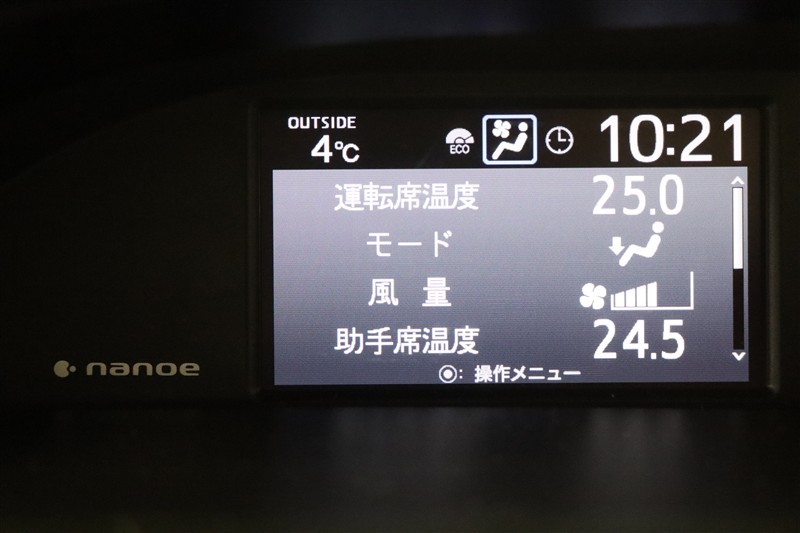 OUTSIDE
4℃
ECO
10:21
運転席温度 25.0
モード
風 量
助手席温度 24.5
: 操作メニュー
nanoe